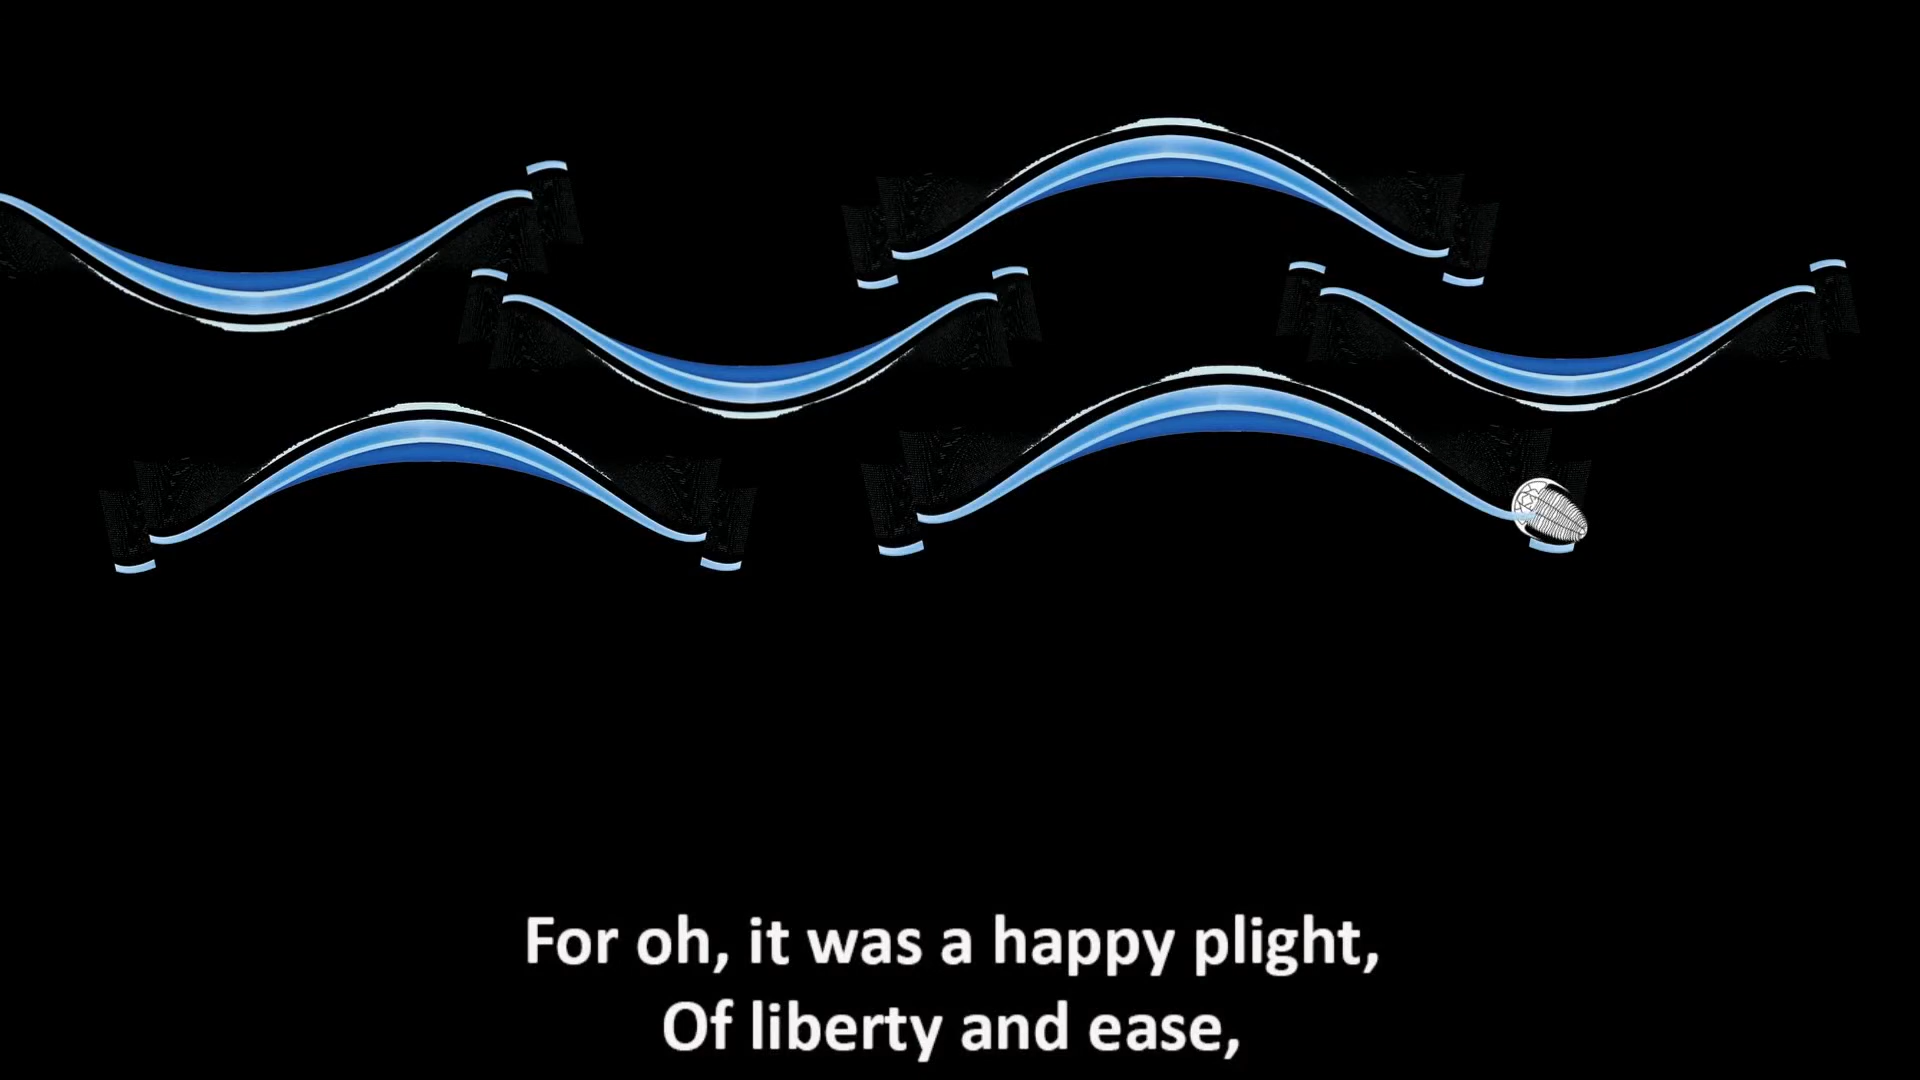 For oh, it was a happy plight,
Of liberty and ease,